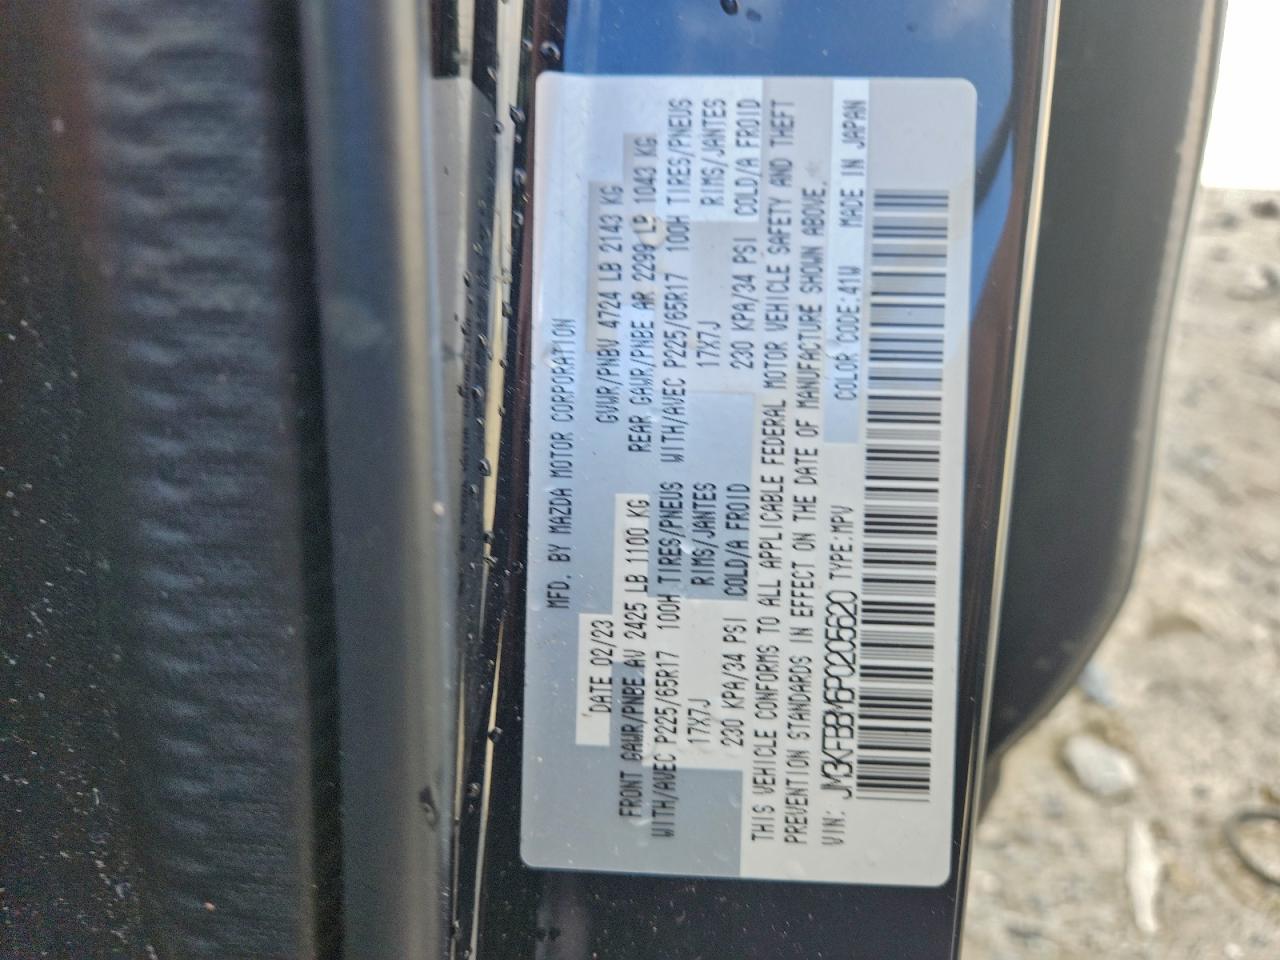 MFD. BY MAZDA MOTOR CORPORATION
DATE 02/23 GVWR/PNBV 4724 LB 2143 KG
FRONT GAWR/PNBE AV 2425 LB 1100 KG REAR GAWR/PNBE AR 2299 LB 1043 KG
WITH/AVEC P225/65R17 100H TIRES/PNEUS WITH/AVEC P225/65R17 100H TIRES/PNEUS
17X7J RIMS/JANTES 17X7J RIMS/JANTES
230 KPA/34 PSI COLD/A FROID 230 KPA/34 PSI COLD/A FROID
THIS VEHICLE CONFORMS TO ALL APPLICABLE FEDERAL MOTOR VEHICLE SAFETY AND THEFT
PREVENTION STANDARDS IN EFFECT ON THE DATE OF MANUFACTURE SHOWN ABOVE.
VIN: JM3KFBBM6P0205620 TYPE:MPV COLOR CODE:41W MADE IN JAPAN